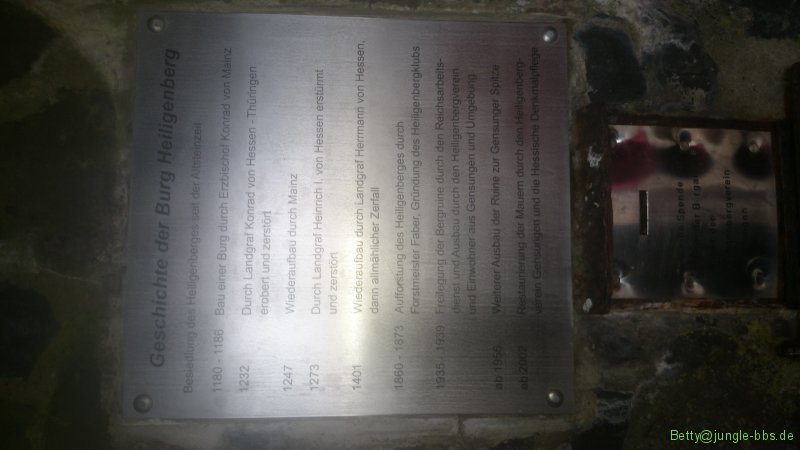 Geschichte der Burg Heiligenberg
Besiedlung des Heiligenberges seit der Altsteinzeit
1180 - 1186 Bau einer Burg durch Erzbischof Konrad von Mainz
1232 Durch Landgraf Konrad von Hessen - Thüringen
erobert und zerstört
1247 Wiederaufbau durch Mainz
1273 Durch Landgraf Heinrich I. von Hessen erstürmt
und zerstört
1401 Wiederaufbau durch Landgraf Herrmann von Hessen,
dann allmählicher Zerfall
1860 - 1873 Aufforstung des Heiligenberges durch
Forstmeister Faber, Gründung des Heiligenbergklubs
1935 - 1939 Freilegung der Bergruine durch den Reichsarbeits-
dienst und Ausbau durch den Heiligenbergverein
und Einwohner aus Gensungen und Umgebung
ab 1956 Weiterer Ausbau der Ruine zur Gensunger Spitze
ab 2002 Restaurierung der Mauern durch den Heiligenberg-
verein Gensungen und die Hessische Denkmalpflege
Spende
der Burgan
bergverein
Betty@jungle-bbs.de